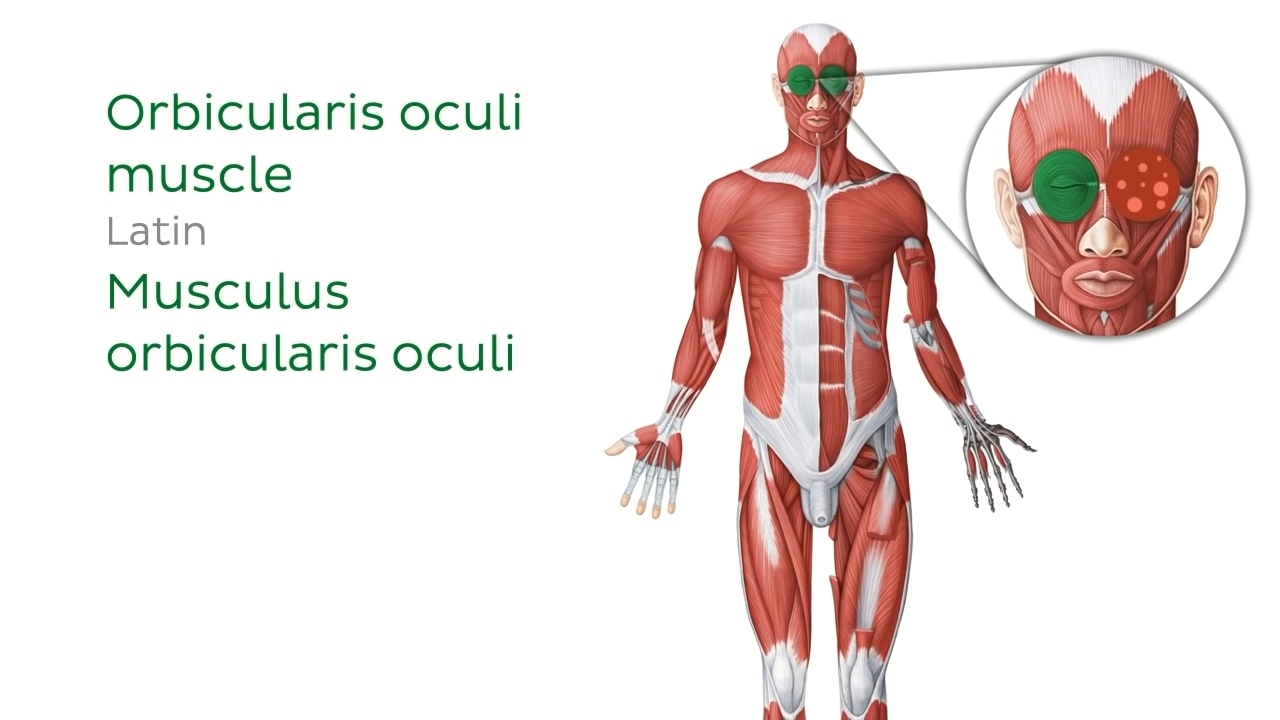 Orbicularis oculi
muscle
Latin
Musculus
orbicularis oculi